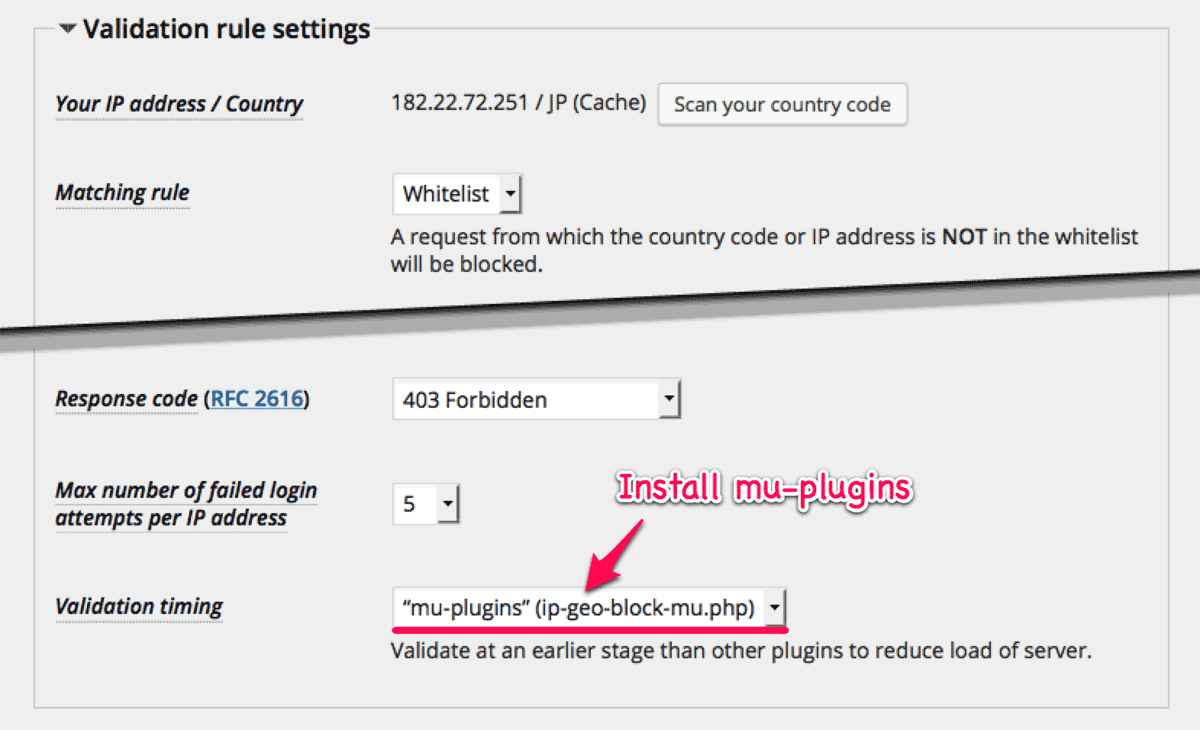 Validation rule settings
Your IP address / Country
182.22.72.251 / JP (Cache)
Scan your country code
Matching rule
Whitelist
A request from which the country code or IP address is NOT in the whitelist
will be blocked.
Response code (RFC 2616)
403 Forbidden
Install mu-plugins
Max number of failed login
attempts per IP address
5
Validation timing
“mu-plugins” (ip-geo-block-mu.php)
Validate at an earlier stage than other plugins to reduce load of server.